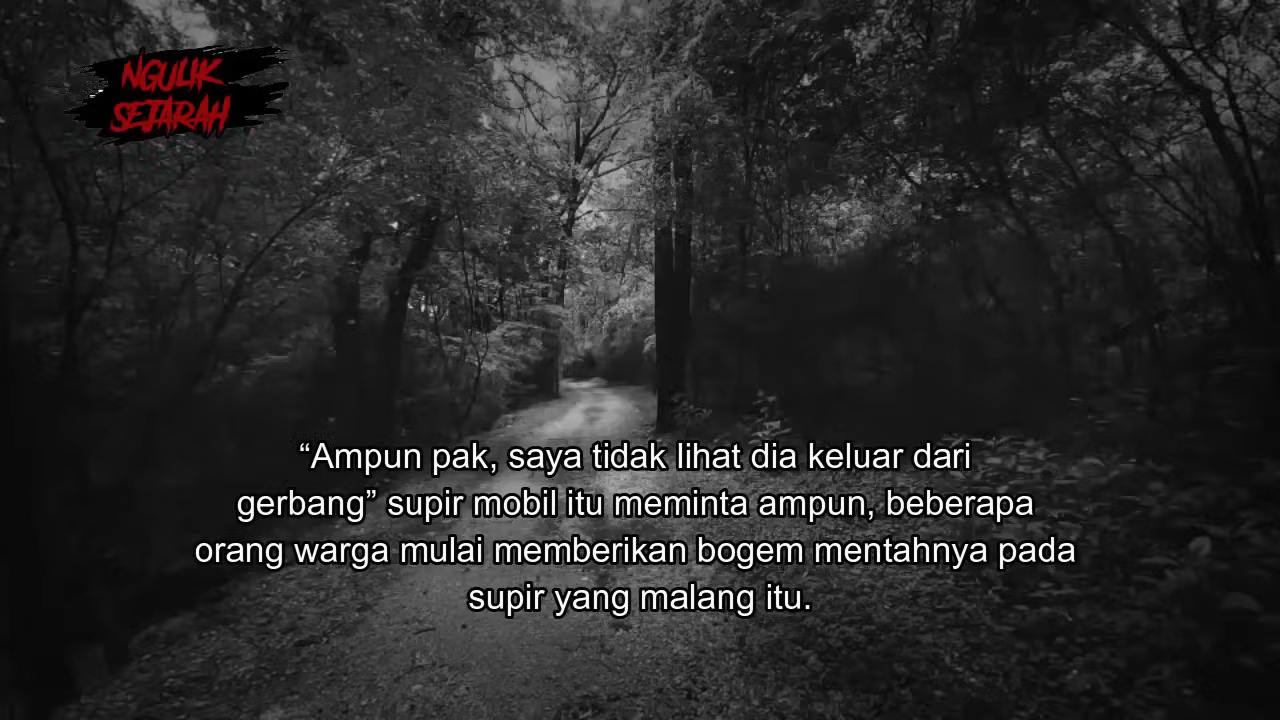 NGULIK
SEJARAH
“Ampun pak, saya tidak lihat dia keluar dari
gerbang” supir mobil itu meminta ampun, beberapa
orang warga mulai memberikan bogem mentahnya pada
supir yang malang itu.